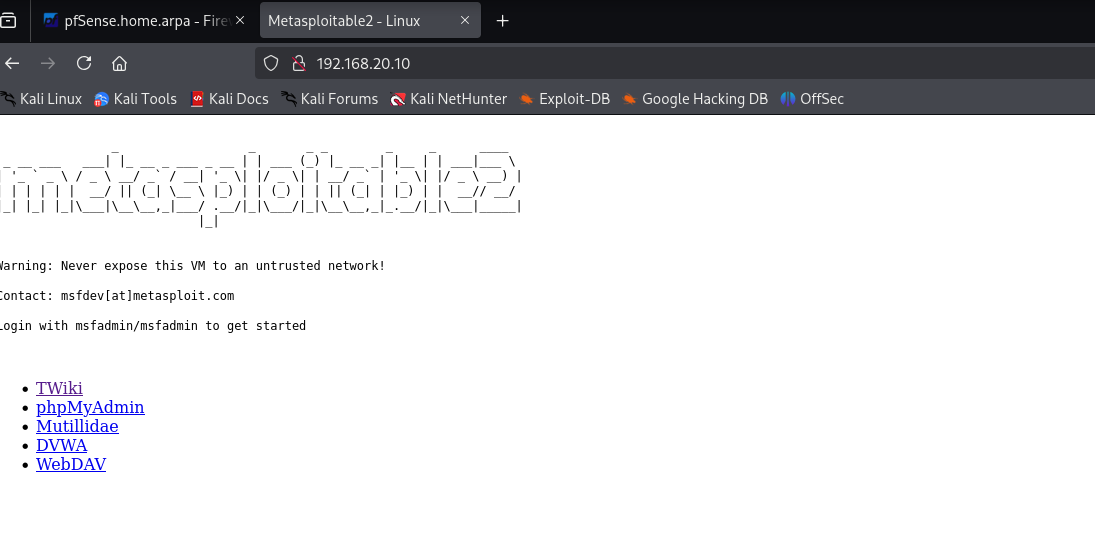 pfSense.home.arpa - Fire
Metasploitable2 - Linux
192.168.20.10
Kali Linux
Kali Tools
Kali Docs
Kali Forums
Kali NetHunter
Exploit-DB
Google Hacking DB
OffSec
metasploitable2
Warning: Never expose this VM to an untrusted network!
Contact: msfdev[at]metasploit.com
Login with msfadmin/msfadmin to get started
TWiki
phpMyAdmin
Mutillidae
DVWA
WebDAV